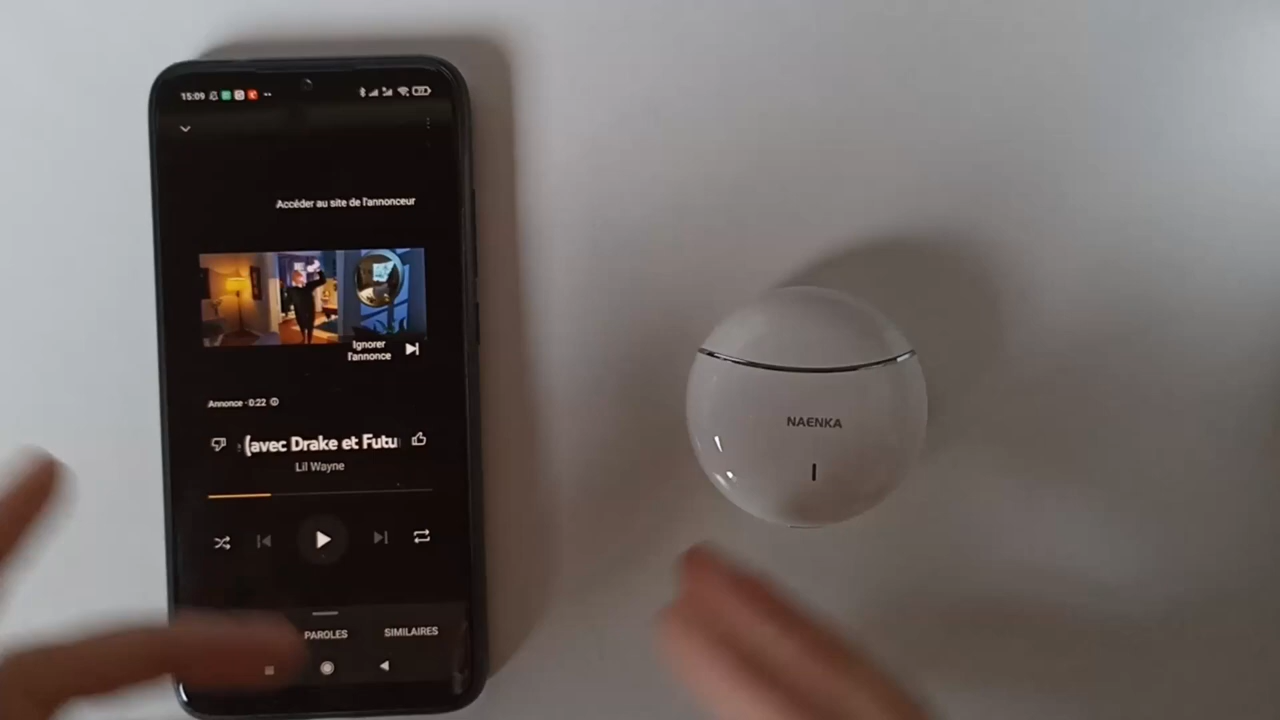 15:09
Accéder au site de l'annonceur
Ignorer
l'annonce
Annonce · 0:22
(avec Drake et Futu
Lil Wayne
PAROLES
SIMILAIRES
NAENKA